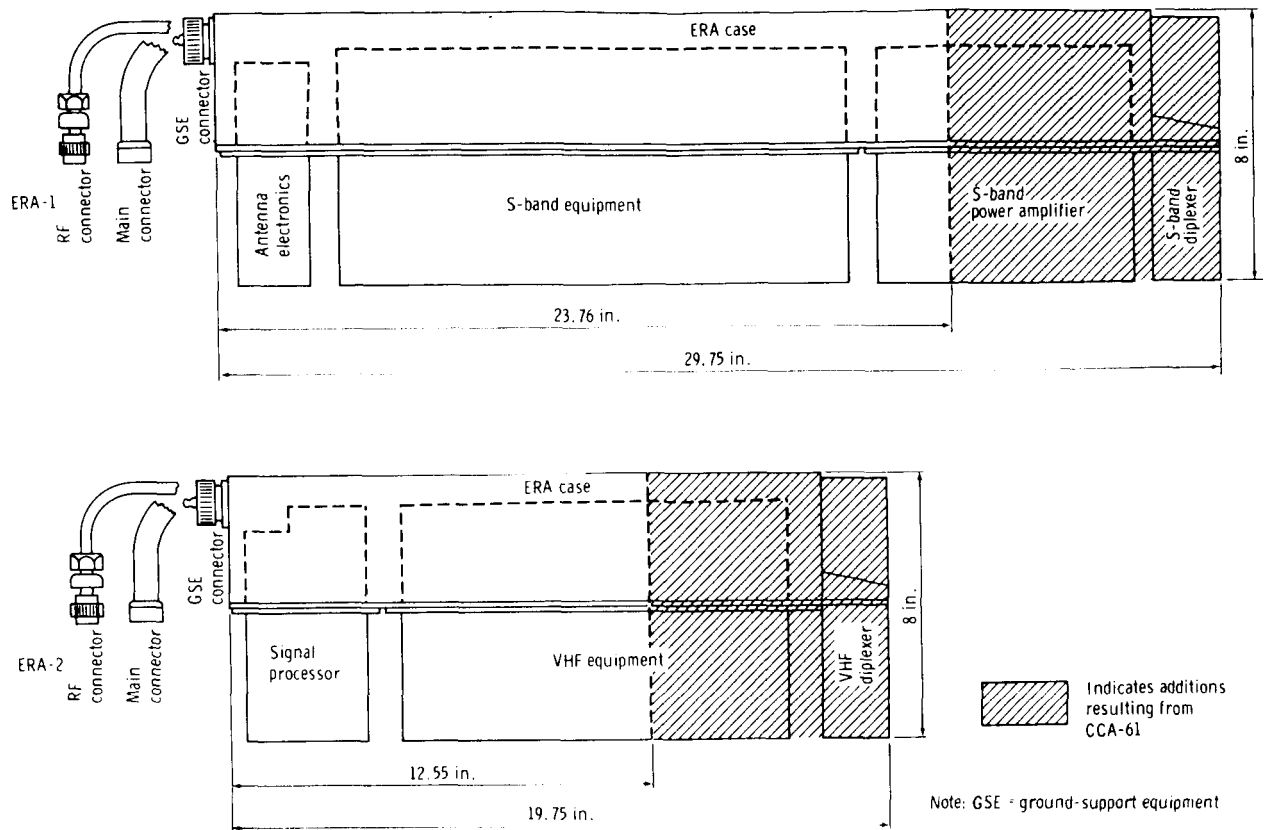 ERA case
GSE
connector
ERA-1
RF
connector
Main
connector
Antenna
electronics
S-band equipment
S-band
power amplifier
S-band
diplexer
8 in.
23.76 in.
29.75 in.
ERA case
GSE
connector
ERA-2
RF
connector
Main
connector
Signal
processor
VHF equipment
VHF
diplexer
8 in.
12.55 in.
19.75 in.
Indicates additions
resulting from
CCA-61
Note: GSE = ground-support equipment